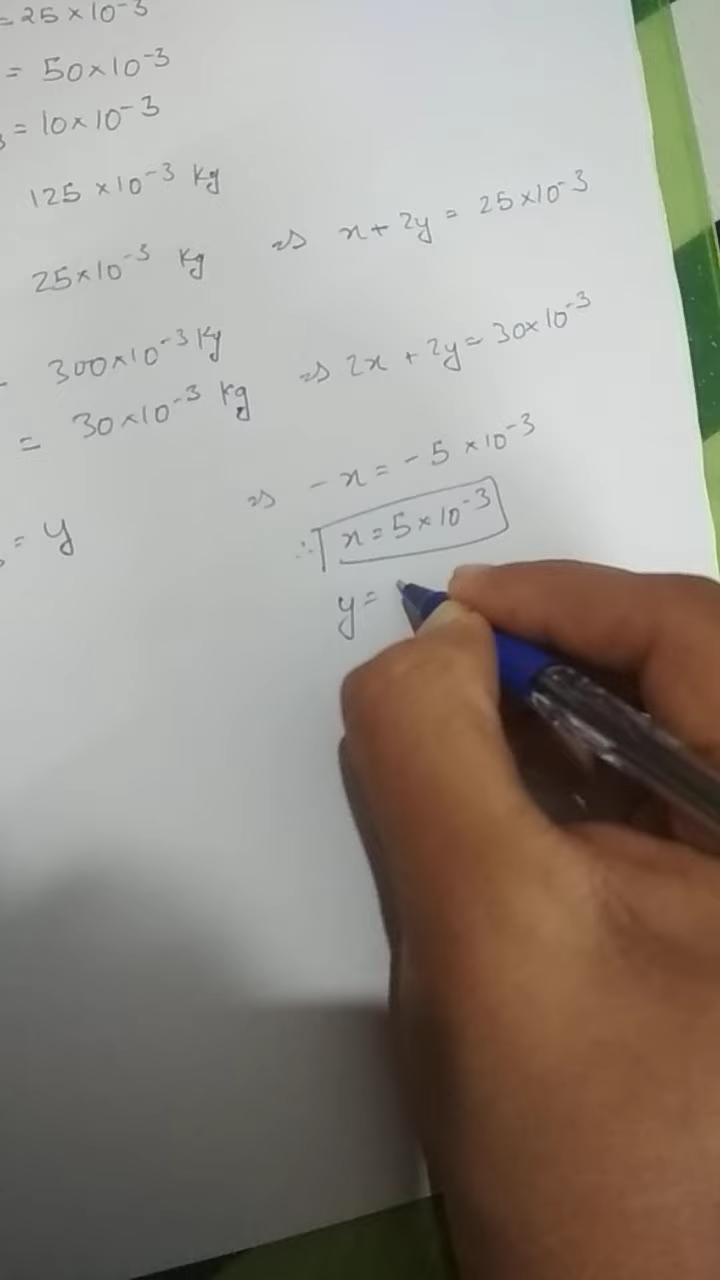 = 25 × 10⁻³
= 50×10⁻³
= 10×10⁻³
125 ×10⁻³ kg
25×10⁻³ kg ⇒ x + 2y = 25×10⁻³
300×10⁻³ kg
= 30×10⁻³ kg ⇒ 2x + 2y = 30×10⁻³
⇒ - x = - 5 ×10⁻³
= y
∴ x = 5×10⁻³
y =